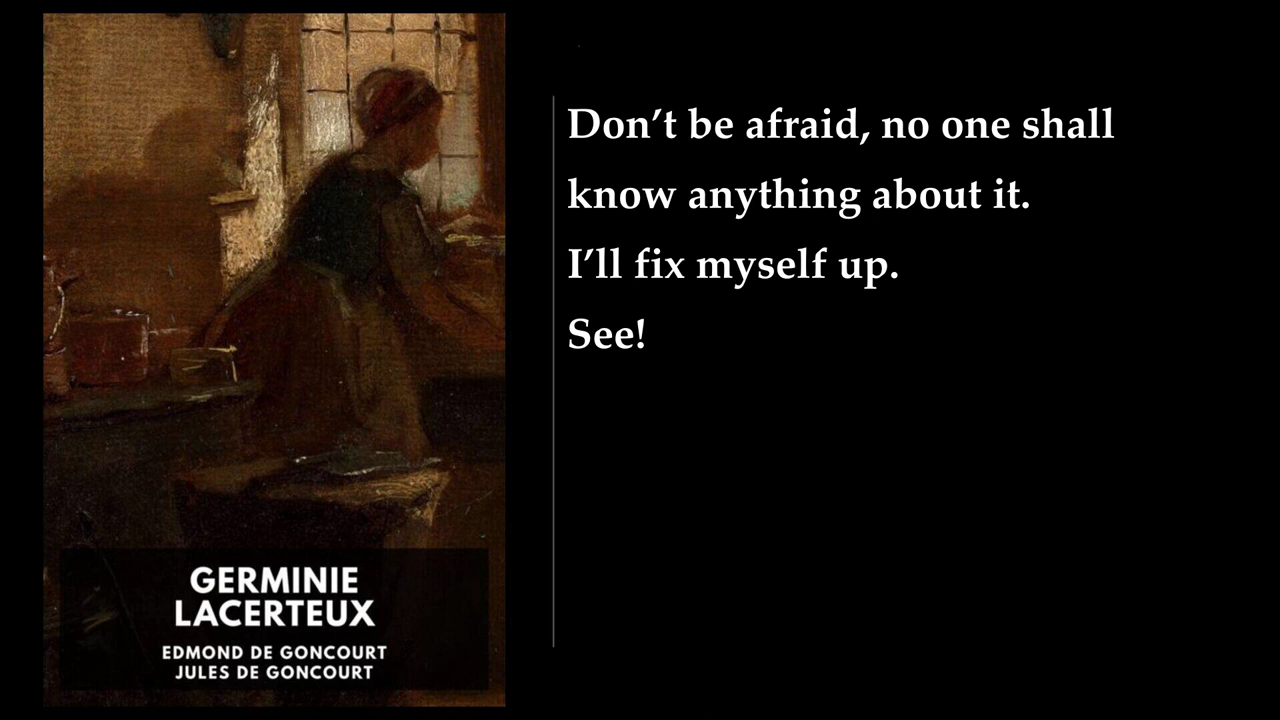 GERMINIE
LACERTEUX
EDMOND DE GONCOURT
JULES DE GONCOURT
Don’t be afraid, no one shall
know anything about it.
I’ll fix myself up.
See!